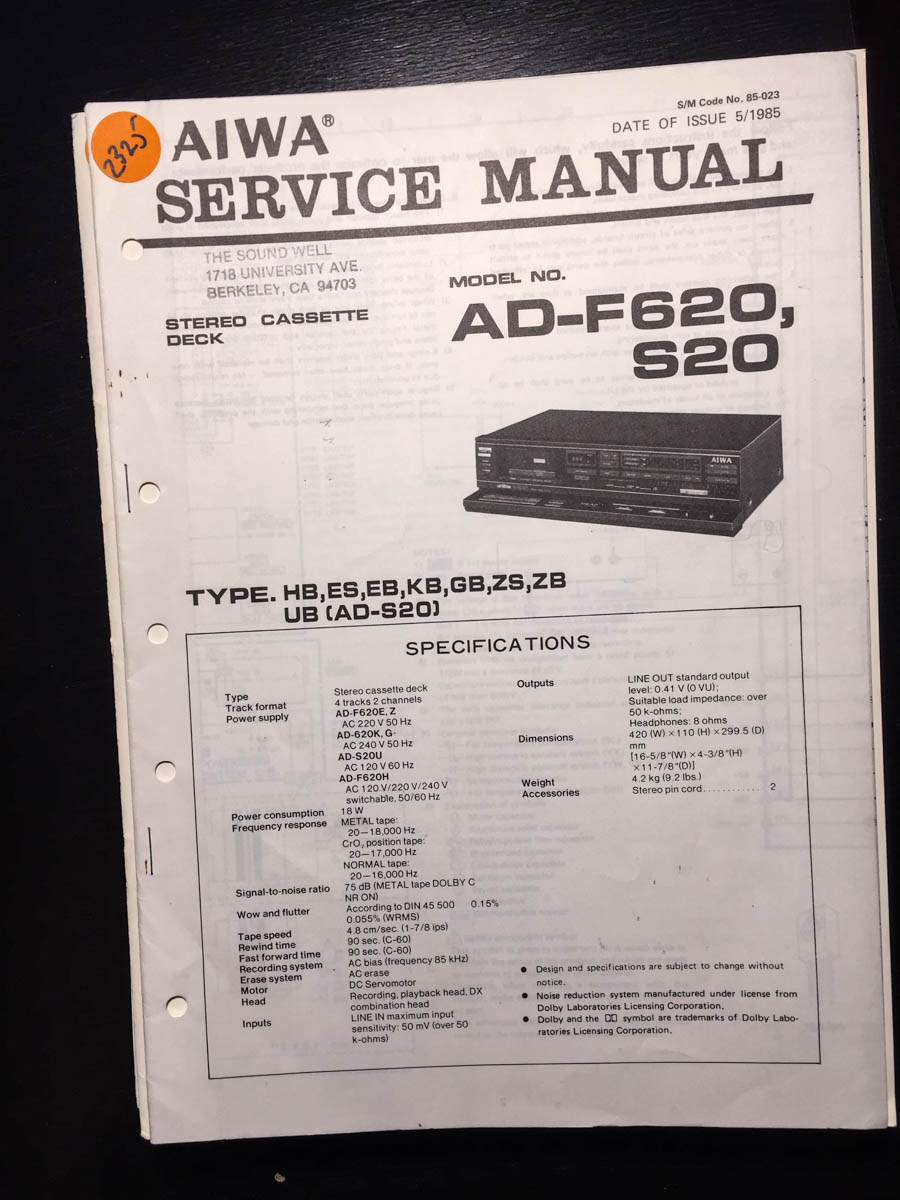 S/M Code No. 85-023
DATE OF ISSUE 5/1985
2325
AIWA®
SERVICE MANUAL
THE SOUND WELL
1718 UNIVERSITY AVE.
BERKELEY, CA 94703
STEREO CASSETTE
DECK
MODEL NO.
AD-F620,
S20
AIWA
TYPE. HB,ES,EB,KB,GB,ZS,ZB
UB (AD-S20)
SPECIFICATIONS
Type Stereo cassette deck
Track format 4 tracks 2 channels
Power supply AD-F620E, Z
AC 220 V 50 Hz
AD-620K, G-
AC 240 V 50 Hz
AD-S20U
AC 120 V 60 Hz
AD-F620H
AC 120 V/220 V/240 V
switchable, 50/60 Hz
Power consumption 18 W
Frequency response METAL tape:
20—18,000 Hz
CrO₂ position tape:
20—17,000 Hz
NORMAL tape:
20—16,000 Hz
Signal-to-noise ratio 75 dB (METAL tape DOLBY C
NR ON)
Wow and flutter According to DIN 45 500 0.15%
0.055% (WRMS)
Tape speed 4.8 cm/sec. (1-7/8 ips)
Rewind time 90 sec. (C-60)
Fast forward time 90 sec. (C-60)
Recording system AC bias (frequency 85 kHz)
Erase system AC erase
Motor DC Servomotor
Head Recording, playback head, DX
combination head
Inputs LINE IN maximum input
sensitivity: 50 mV (over 50
k-ohms)
Outputs LINE OUT standard output
level: 0.41 V (0 VU);
Suitable load impedance: over
50 k-ohms;
Headphones: 8 ohms
Dimensions 420 (W) × 110 (H) × 299.5 (D)
mm
[16-5/8"(W) × 4-3/8"(H)
× 11-7/8"(D)]
Weight 4.2 kg (9.2 lbs.)
Accessories Stereo pin cord ............ 2
● Design and specifications are subject to change without
notice.
● Noise reduction system manufactured under license from
Dolby Laboratories Licensing Corporation.
● Dolby and the symbol are trademarks of Dolby Labo-
ratories Licensing Corporation.